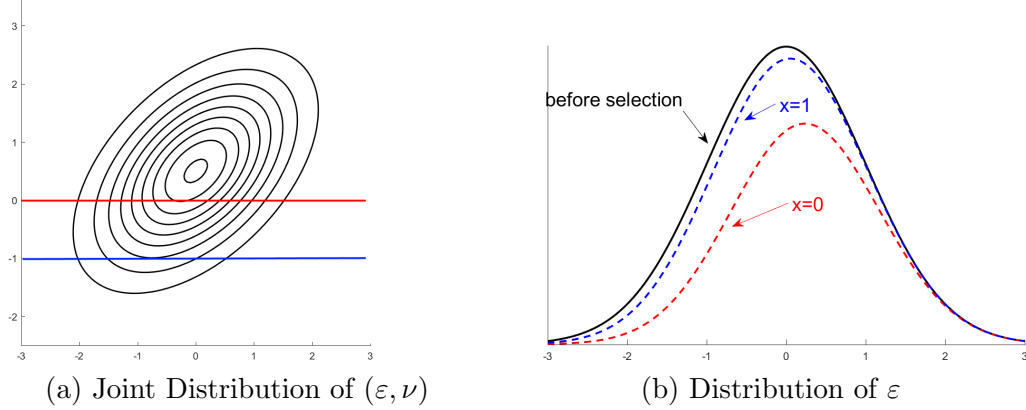 3
2
1
0
-1
-2
-3 -2 -1 0 1 2 3
before selection
x=1
x=0
-3 -2 -1 0 1 2 3
(a) Joint Distribution of (ε, ν)
(b) Distribution of ε